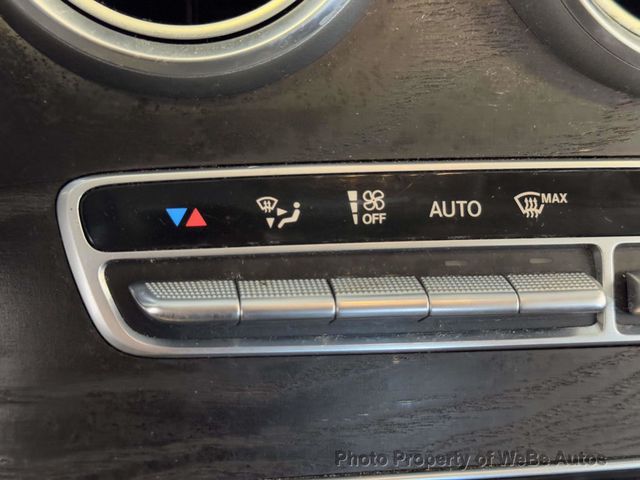 OFF AUTO MAX
Photo Property of WeBe Autos